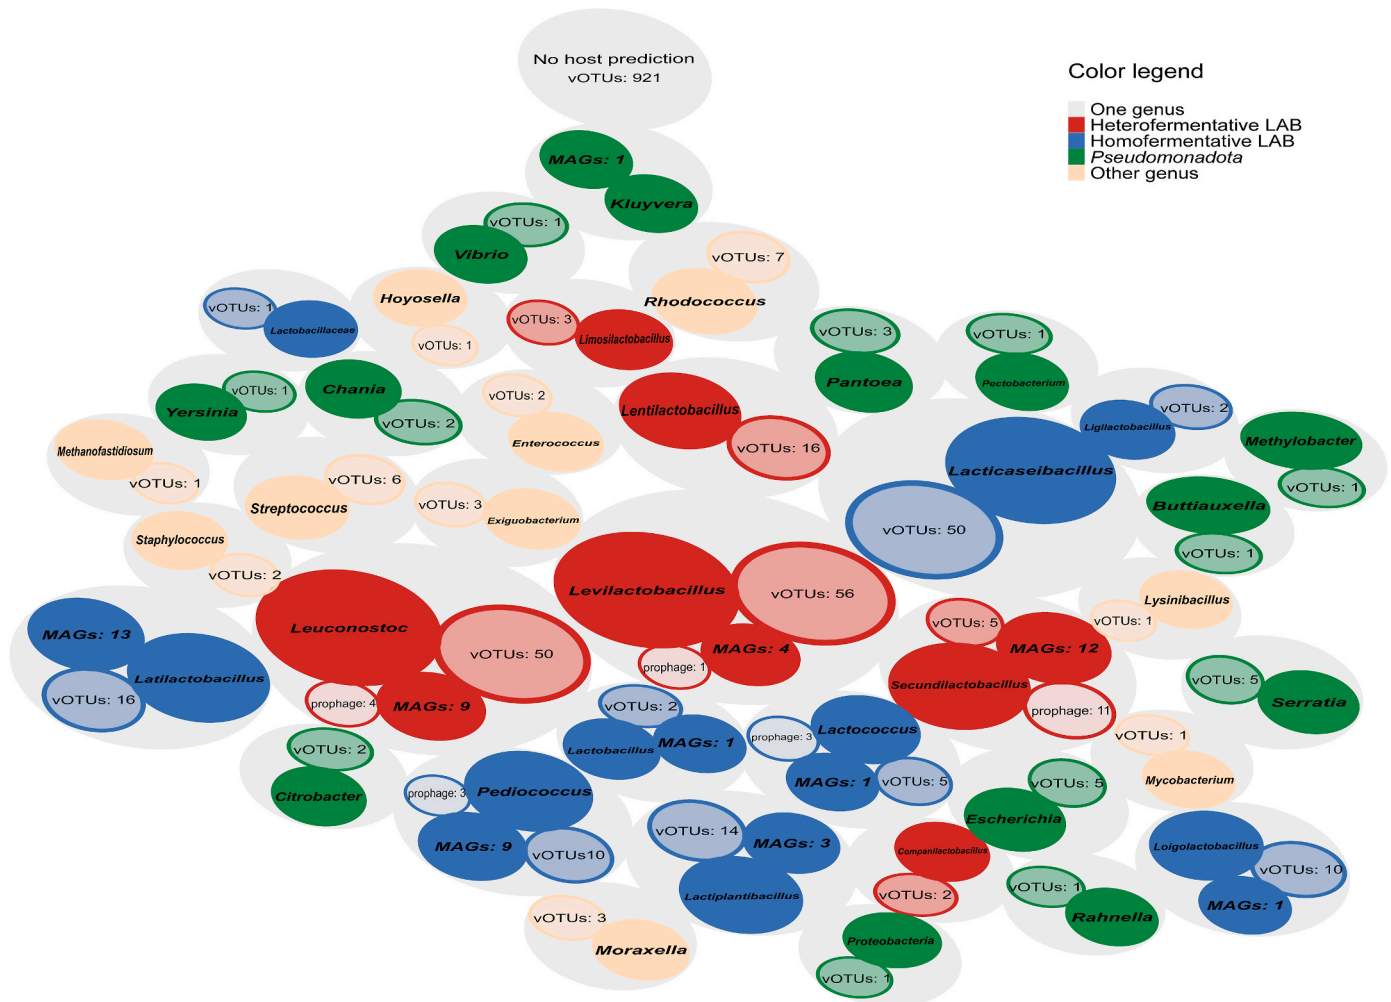 No host prediction
vOTUs: 921
Color legend
One genus
Heterofermentative LAB
Homofermentative LAB
Pseudomonadota
Other genus
MAGs: 1
Kluyvera
vOTUs: 1
Vibrio
vOTUs: 7
Rhodococcus
Hoyosella
vOTUs: 1
vOTUs: 1
Lactobacillaceae
vOTUs: 3
Limosilactobacillus
vOTUs: 3
Pantoea
vOTUs: 1
Pectobacterium
vOTUs: 1
Yersinia
Chania
vOTUs: 2
vOTUs: 2
Enterococcus
Lentilactobacillus
vOTUs: 16
vOTUs: 2
Ligilactobacillus
Lacticaseibacillus
vOTUs: 50
Methylobacter
vOTUs: 1
Methanofastidiosum
vOTUs: 1
vOTUs: 6
Streptococcus
vOTUs: 3
Exiguobacterium
Buttiauxella
vOTUs: 1
Staphylococcus
vOTUs: 2
Levilactobacillus
vOTUs: 56
MAGs: 4
prophage: 1
Leuconostoc
vOTUs: 50
prophage: 4
MAGs: 9
MAGs: 13
Latilactobacillus
vOTUs: 16
vOTUs: 5
MAGs: 12
Secundilactobacillus
prophage: 11
Lysinibacillus
vOTUs: 1
vOTUs: 5
Serratia
vOTUs: 2
Lactobacillus
MAGs: 1
prophage: 3
Lactococcus
MAGs: 1
vOTUs: 5
vOTUs: 1
Mycobacterium
vOTUs: 2
Citrobacter
prophage: 3
Pediococcus
MAGs: 9
vOTUs10
vOTUs: 14
MAGs: 3
Lactiplantibacillus
vOTUs: 5
Escherichia
Companilactobacillus
vOTUs: 2
Loigolactobacillus
vOTUs: 10
MAGs: 1
vOTUs: 1
Rahnella
vOTUs: 3
Moraxella
Proteobacteria
vOTUs: 1